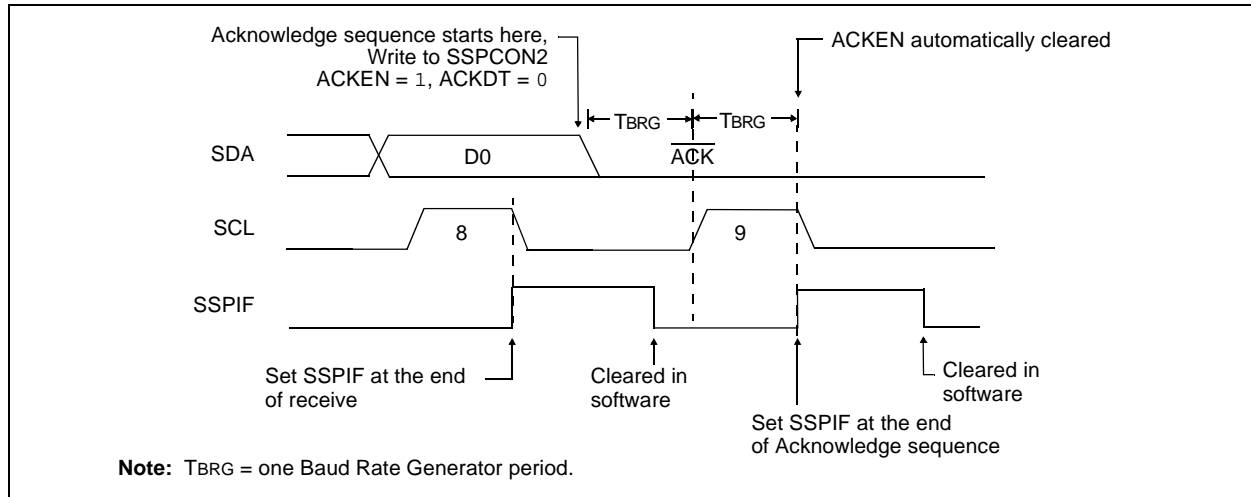 Acknowledge sequence starts here,
Write to SSPCON2
ACKEN = 1, ACKDT = 0
ACKEN automatically cleared
TBRG
TBRG
SDA
D0
ACK
SCL
8
9
SSPIF
Set SSPIF at the end
of receive
Cleared in
software
Set SSPIF at the end
of Acknowledge sequence
Cleared in
software
Note: TBRG = one Baud Rate Generator period.